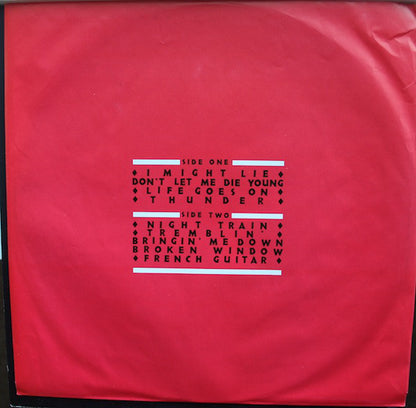 SIDE ONE
♦ I MIGHT LIE ♦
DON'T LET ME DIE YOUNG
♦ LIFE GOES ON ♦
♦ THUNDER ♦
SIDE TWO
♦ NIGHT TRAIN ♦
♦ TREMBLIN' ♦
BRINGIN' ME DOWN
BROKEN WINDOW
♦ FRENCH GUITAR ♦